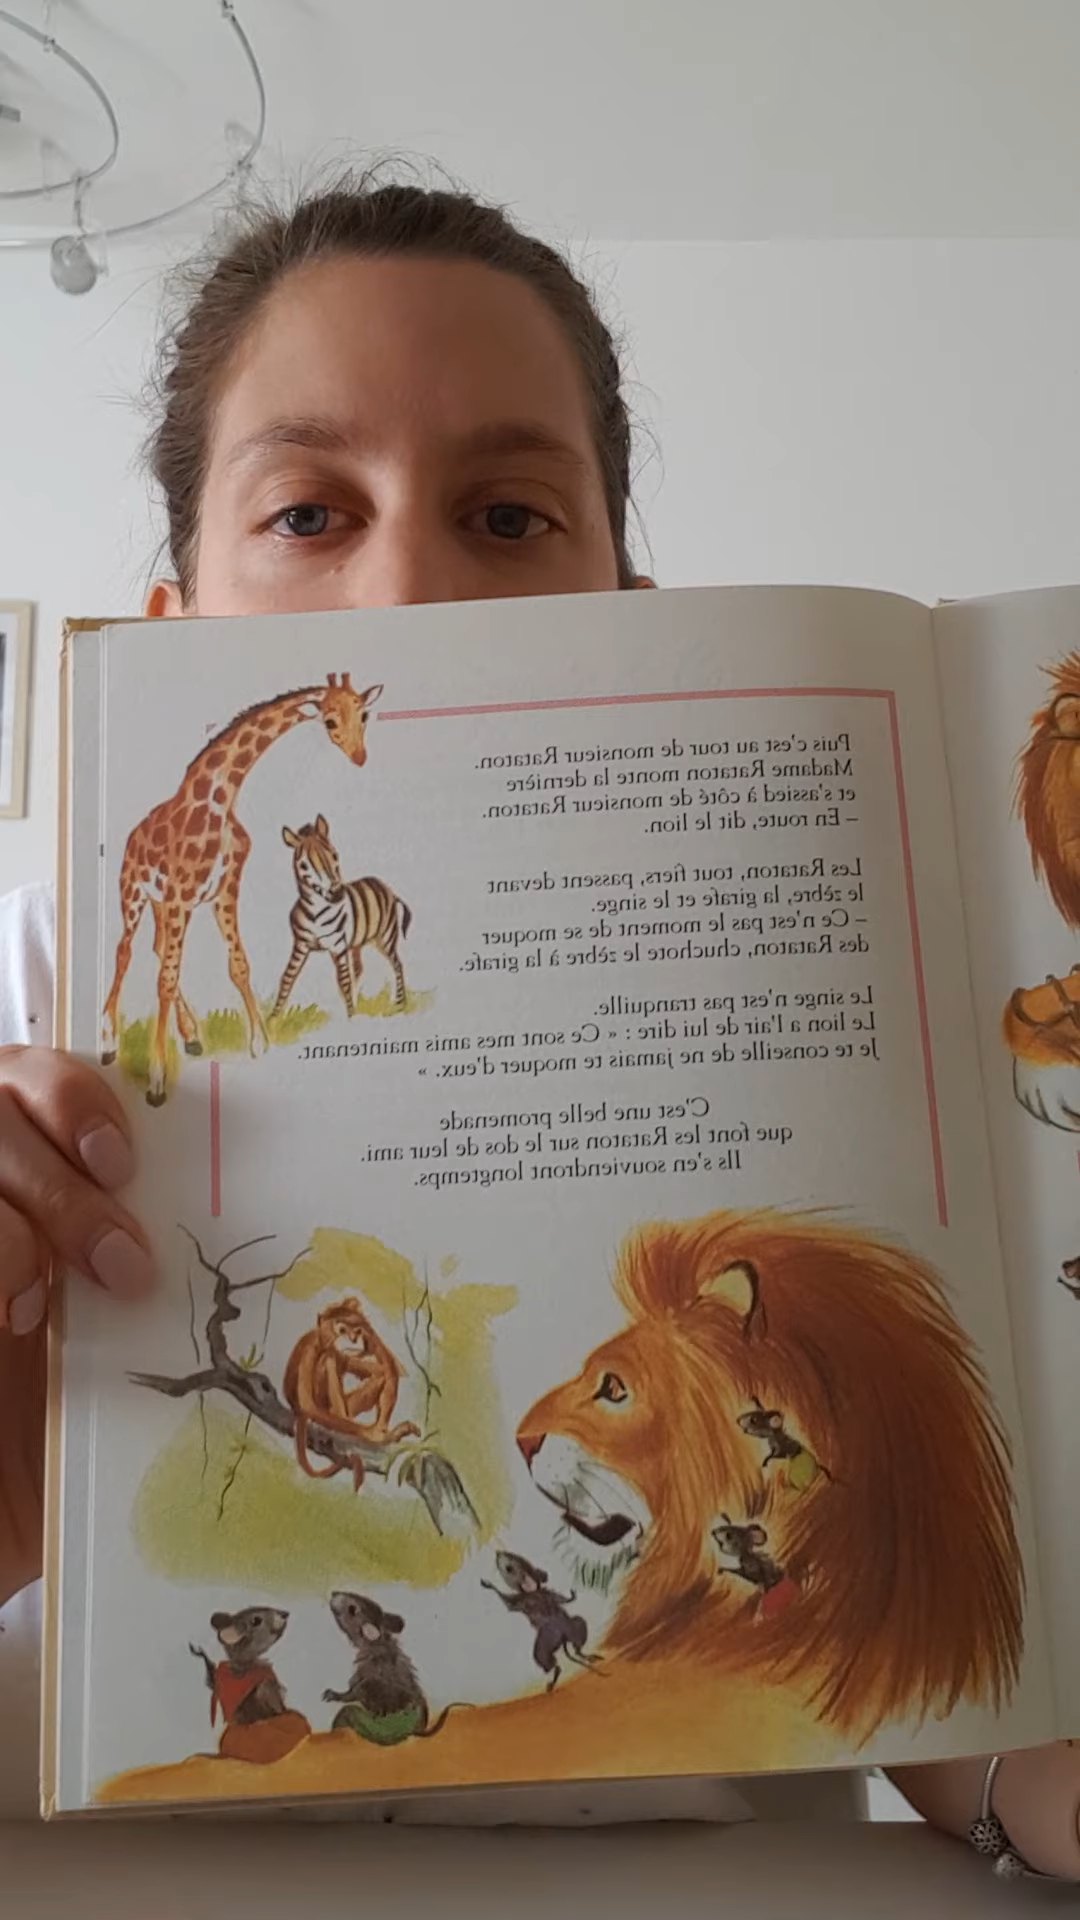 Puis c'est au tour de monsieur Rataton.
Madame Rataton monte la dernière
et s'assied à côté de monsieur Rataton.
– En route, dit le lion.
Les Rataton, tout fiers, passent devant
le zèbre, la girafe et le singe.
– Ce n'est pas le moment de se moquer
des Rataton, chuchote le zèbre à la girafe.
Le singe n'est pas tranquille.
Le lion a l'air de lui dire : « Ce sont mes amis maintenant.
Je te conseille de ne jamais te moquer d'eux. »
C'est une belle promenade
que font les Rataton sur le dos de leur ami.
Ils s'en souviendront longtemps.